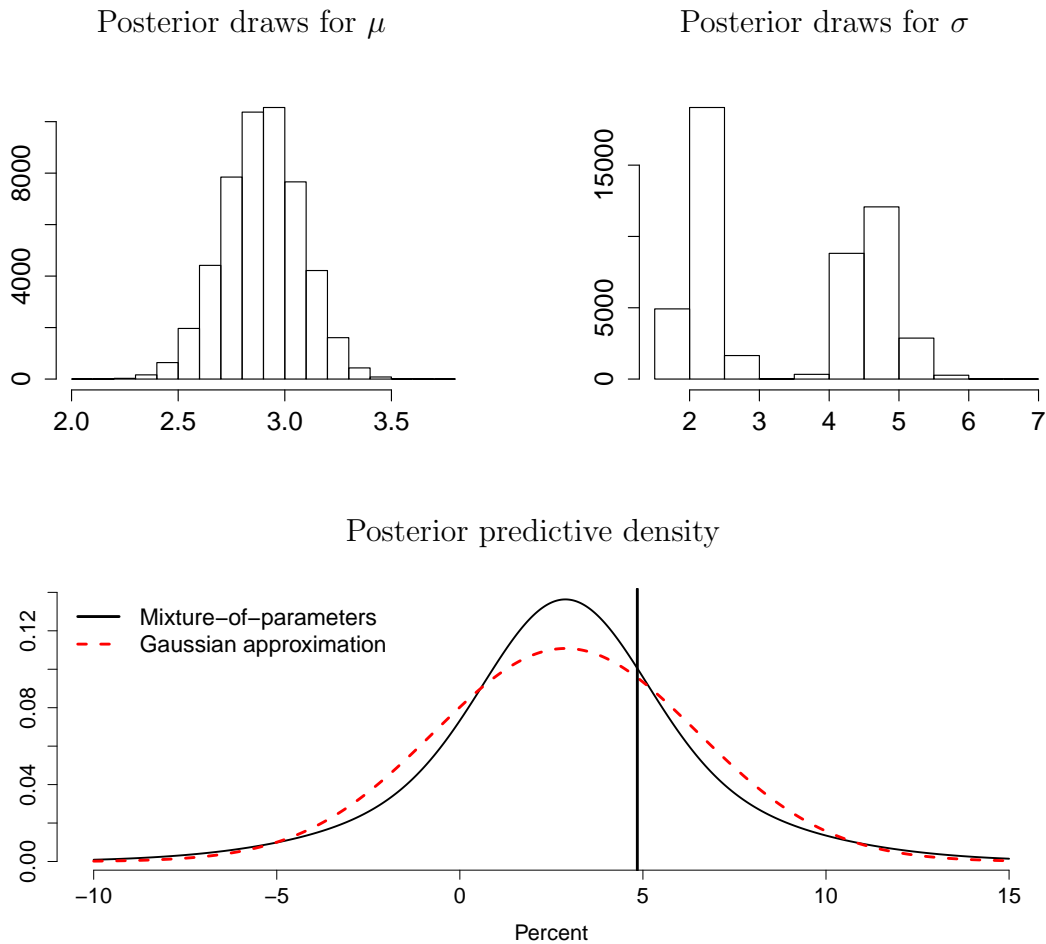 Posterior draws for μ
Posterior draws for σ
8000
4000
0
2.0 2.5 3.0 3.5
15000
5000
0
2 3 4 5 6 7
Posterior predictive density
Mixture−of−parameters
Gaussian approximation
0.12
0.08
0.04
0.00
−10 −5 0 5 10 15
Percent